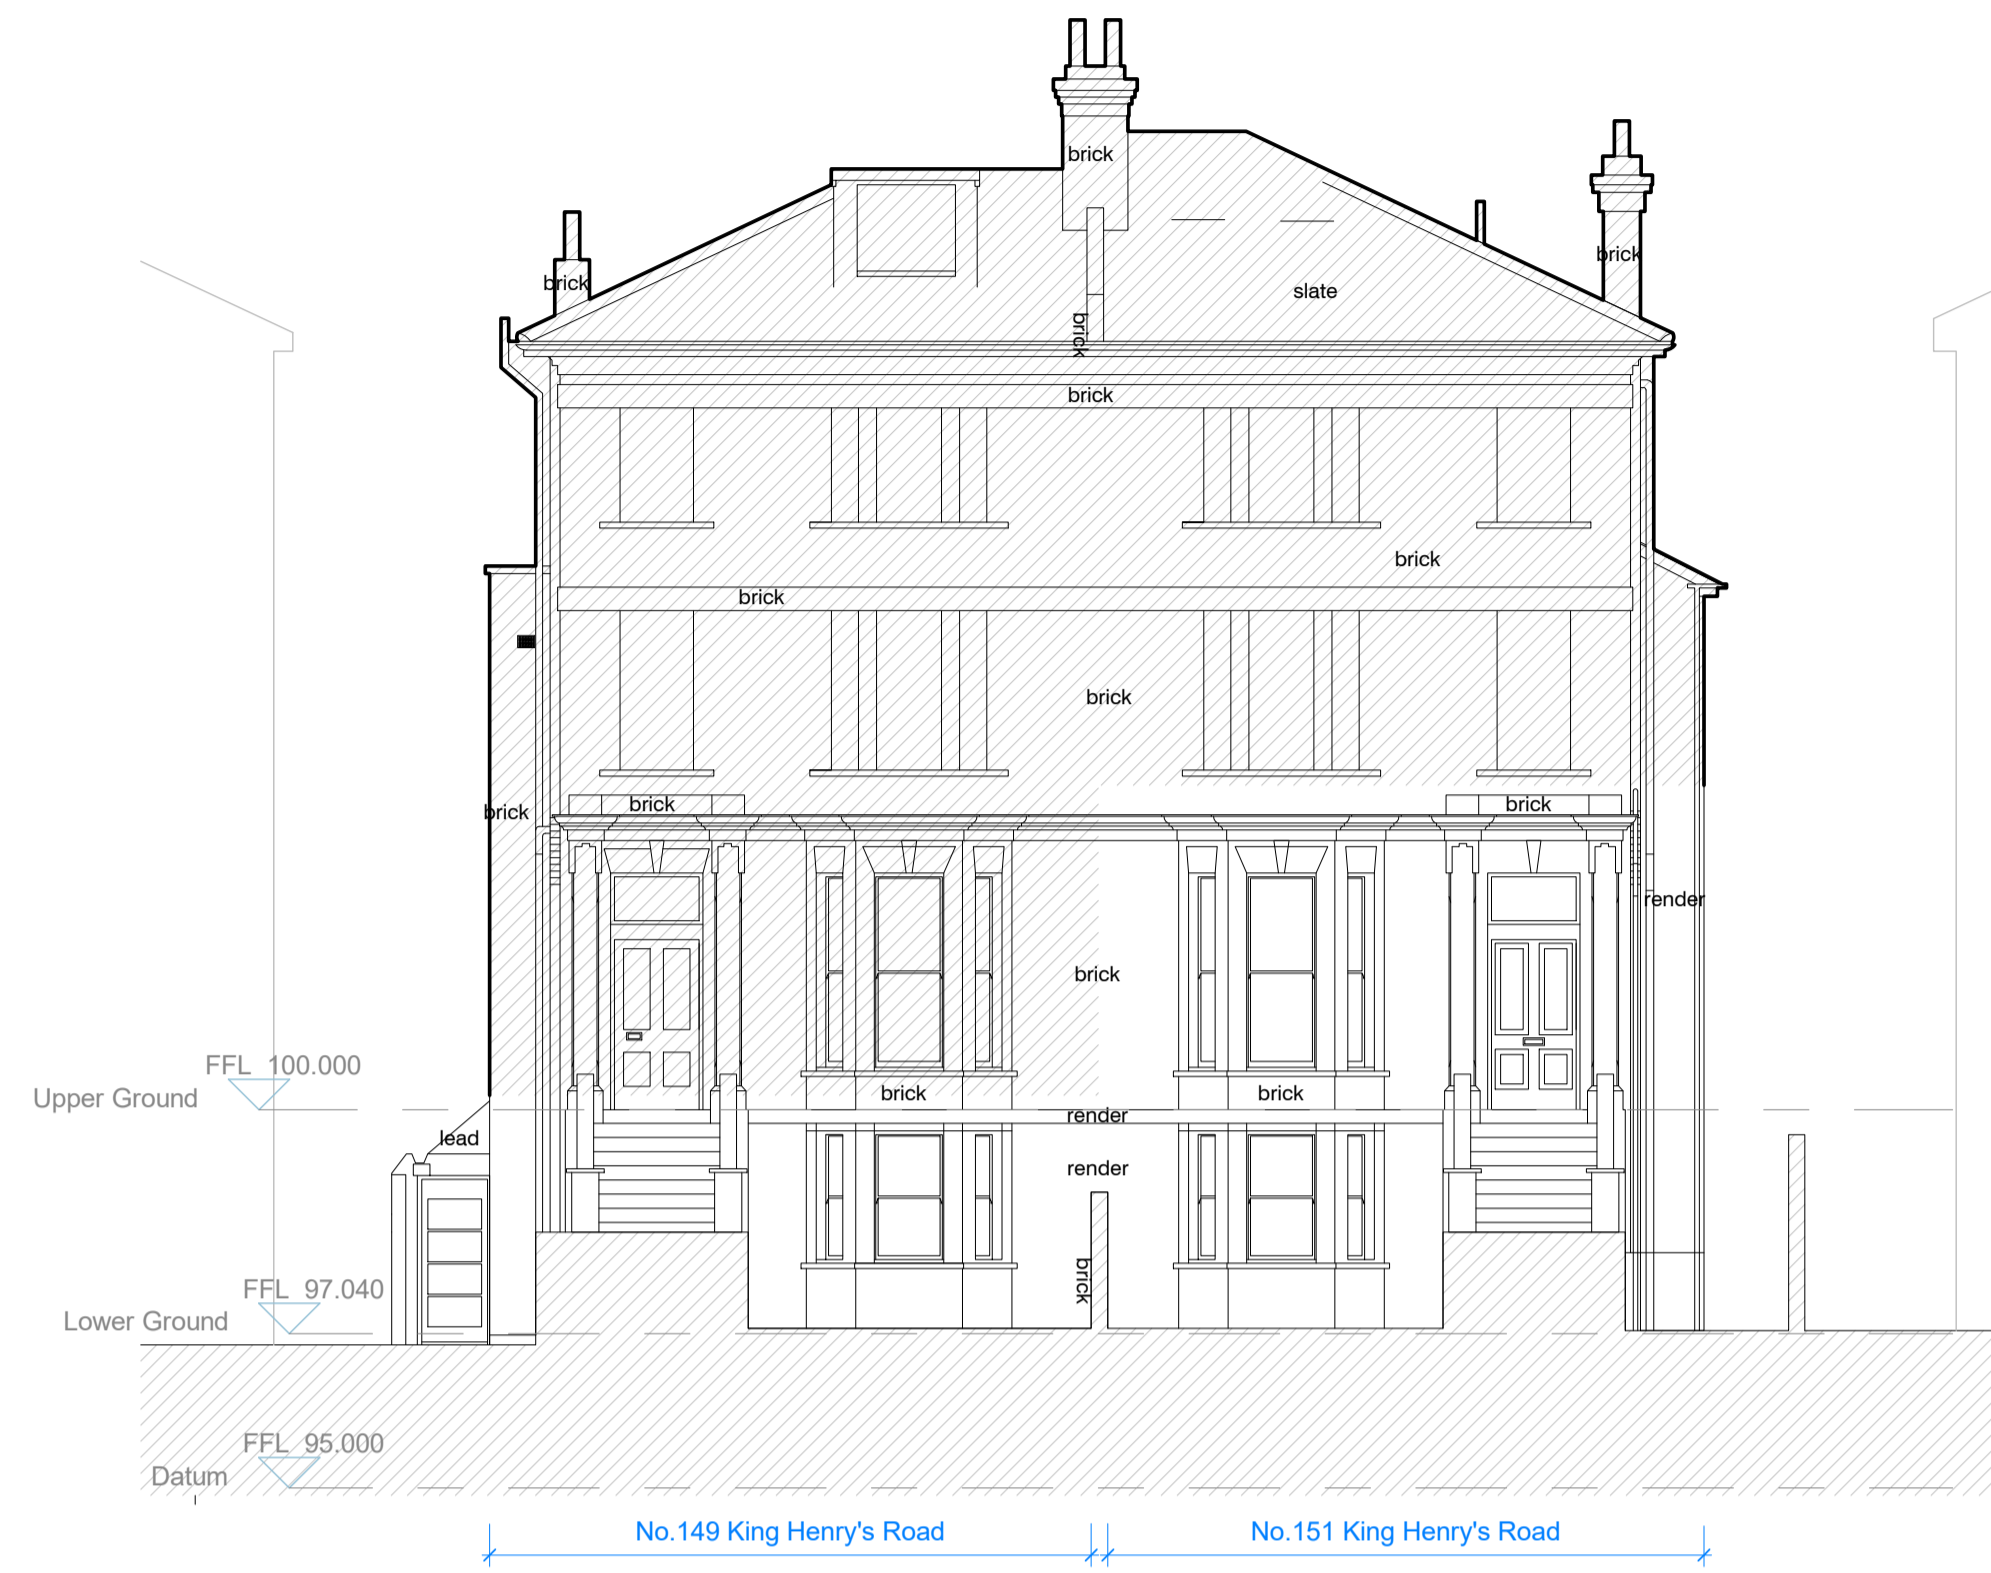 brick
brick
brick
slate
brick
brick
brick
brick
brick
brick
brick
brick
brick
render
brick
FFL 100.000
Upper Ground
brick
brick
render
lead
render
brick
FFL 97.040
Lower Ground
FFL 95.000
Datum
No.149 King Henry's Road
No.151 King Henry's Road